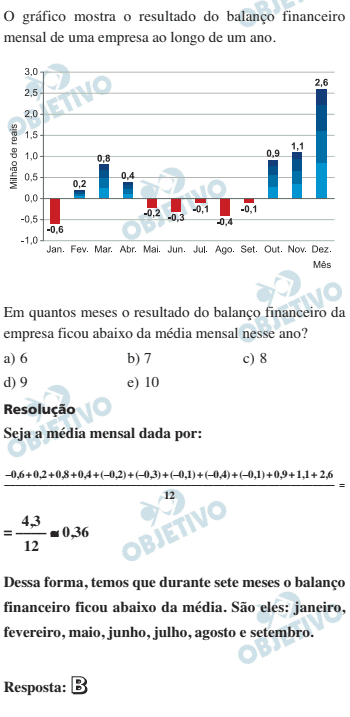 O gráfico mostra o resultado do balanço financeiro
mensal de uma empresa ao longo de um ano.
3,0
2,5
2,0
1,5
1,0
0,5
0,0
-0,5
-1,0
Milhão de reais
-0,6
0,2
0,8
0,4
-0,2
-0,3
-0,1
-0,4
-0,1
0,9
1,1
2,6
Jan. Fev. Mar. Abr. Mai. Jun. Jul. Ago. Set. Out. Nov. Dez.
Mês
Em quantos meses o resultado do balanço financeiro da
empresa ficou abaixo da média mensal nesse ano?
a) 6 b) 7 c) 8
d) 9 e) 10
Resolução
Seja a média mensal dada por:
–0,6+0,2+0,8+0,4+(–0,2)+(–0,3)+(–0,1)+(–0,4)+(–0,1)+0,9+1,1+2,6
12
=
= 4,3
12
≅ 0,36
Dessa forma, temos que durante sete meses o balanço
financeiro ficou abaixo da média. São eles: janeiro,
fevereiro, maio, junho, julho, agosto e setembro.
Resposta: B
OBJETIVO
OBJETIVO
OBJETIVO
OBJETIVO
OBJETIVO
OBJETIVO
OBJETIVO